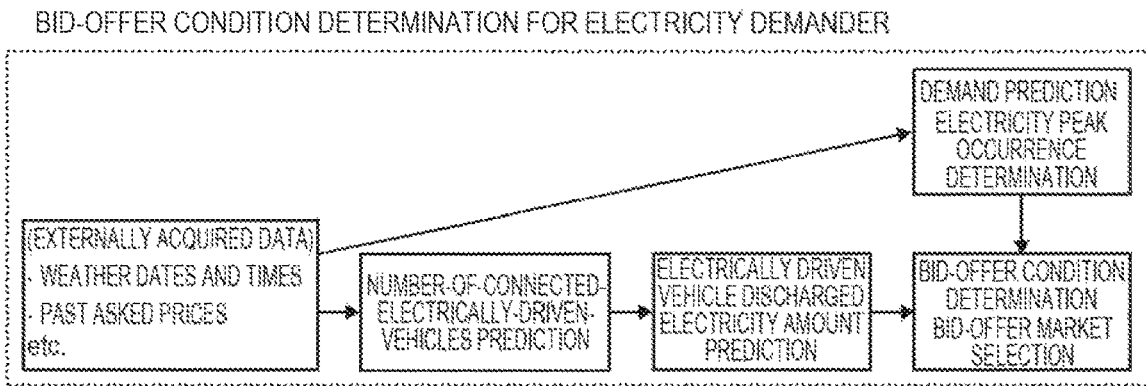 BID-OFFER CONDITION DETERMINATION FOR ELECTRICITY DEMANDER
DEMAND PREDICTION
ELECTRICITY PEAK
OCCURRENCE
DETERMINATION
(EXTERNALLY ACQUIRED DATA)
- WEATHER DATES AND TIMES
- PAST ASKED PRICES
etc.
NUMBER-OF-CONNECTED-
ELECTRICALLY-DRIVEN-
VEHICLES PREDICTION
ELECTRICALLY DRIVEN
VEHICLE DISCHARGED
ELECTRICITY AMOUNT
PREDICTION
BID-OFFER CONDITION
DETERMINATION
BID-OFFER MARKET
SELECTION